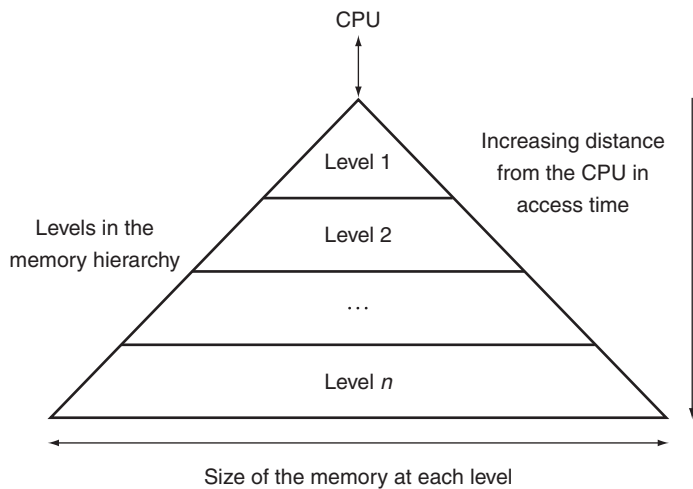 CPU
Level 1
Increasing distance
from the CPU in
access time
Levels in the
memory hierarchy
Level 2
...
Level n
Size of the memory at each level